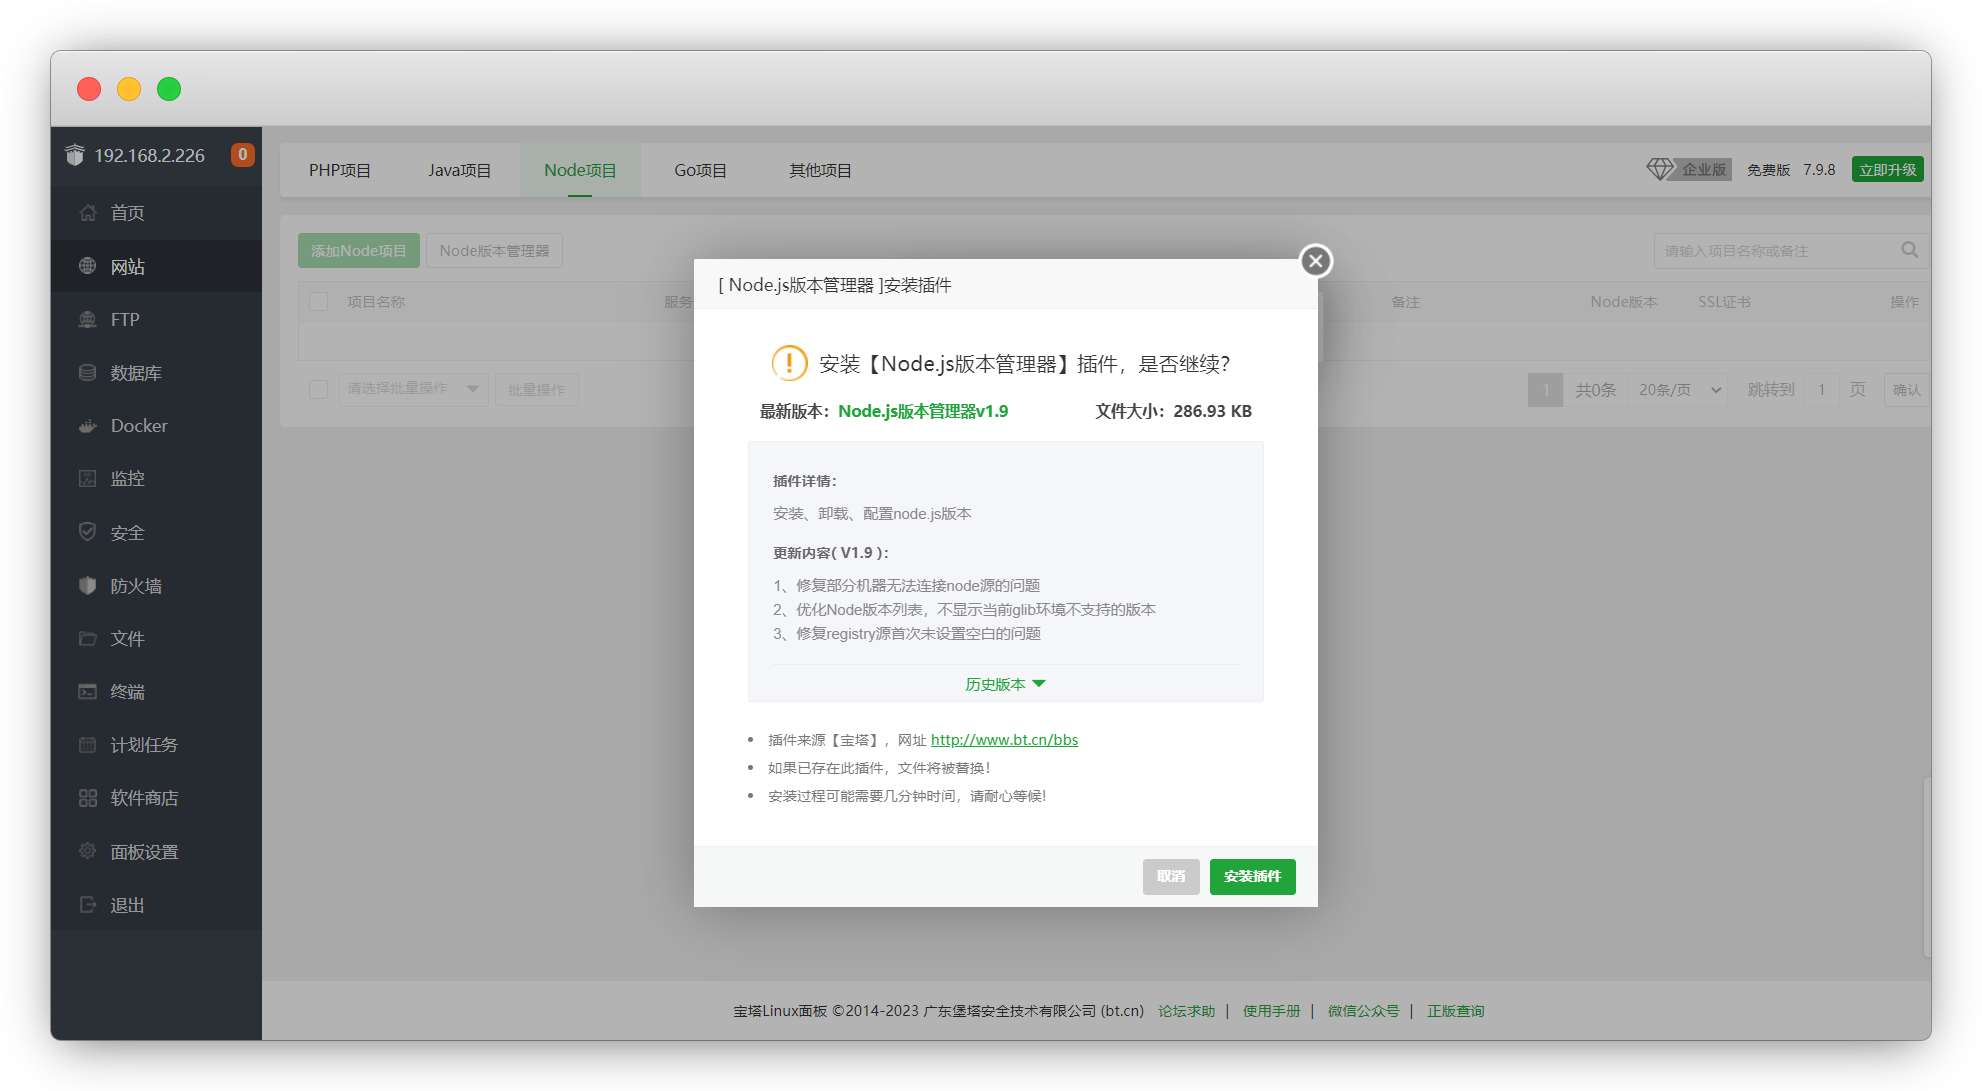 192.168.2.226 0
首页
网站
FTP
数据库
Docker
监控
安全
防火墙
文件
终端
计划任务
软件商店
面板设置
退出
PHP项目 Java项目 Node项目 Go项目 其他项目
企业版 免费版 7.9.8 立即升级
添加Node项目 Node版本管理器
请输入项目名称或备注
项目名称 服务 备注 Node版本 SSL证书 操作
请选择批量操作 批量操作
1 共0条 20条/页 跳转到 1 页 确认
[ Node.js版本管理器 ]安装插件
安装【Node.js版本管理器】插件，是否继续？
最新版本：Node.js版本管理器v1.9 文件大小：286.93 KB
插件详情：
安装、卸载、配置node.js版本
更新内容( V1.9 )：
1、修复部分机器无法连接node源的问题
2、优化Node版本列表，不显示当前glib环境不支持的版本
3、修复registry源首次未设置空白的问题
历史版本
插件来源【宝塔】，网址 http://www.bt.cn/bbs
如果已存在此插件，文件将被替换！
安装过程可能需要几分钟时间，请耐心等候!
取消 安装插件
宝塔Linux面板 ©2014-2023 广东堡塔安全技术有限公司 (bt.cn) 论坛求助 | 使用手册 | 微信公众号 | 正版查询